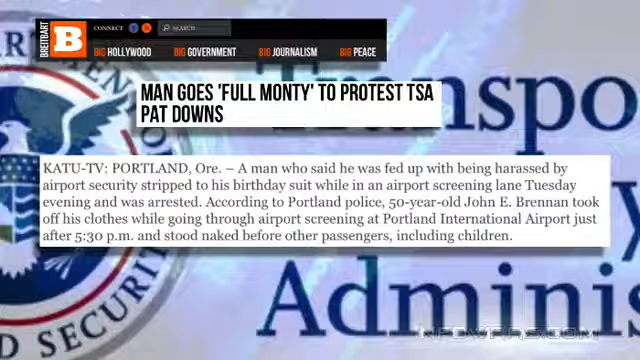 BREITBART
B
CONNECT
SEARCH
BIG HOLLYWOOD BIG GOVERNMENT BIG JOURNALISM BIG PEACE
MAN GOES 'FULL MONTY' TO PROTEST TSA
PAT DOWNS
KATU-TV: PORTLAND, Ore. – A man who said he was fed up with being harassed by
airport security stripped to his birthday suit while in an airport screening lane Tuesday
evening and was arrested. According to Portland police, 50-year-old John E. Brennan took
off his clothes while going through airport screening at Portland International Airport just
after 5:30 p.m. and stood naked before other passengers, including children.
Transpo
y
Adminis
D SECURI
INFOWARS.COM